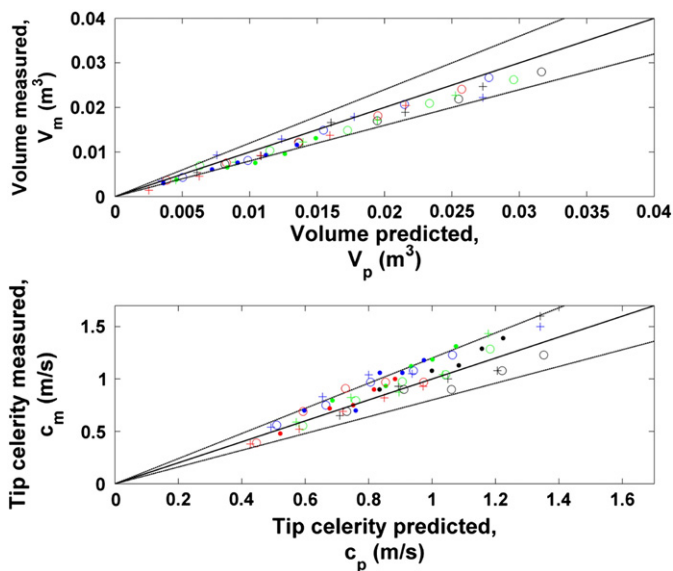 0.04
0.03
0.02
0.01
0
Volume measured,
V_m (m^3)
0 0.005 0.01 0.015 0.02 0.025 0.03 0.035 0.04
Volume predicted,
V_p (m^3)
1.5
1
0.5
0
Tip celerity measured,
c_m (m/s)
0 0.2 0.4 0.6 0.8 1 1.2 1.4 1.6
Tip celerity predicted,
c_p (m/s)